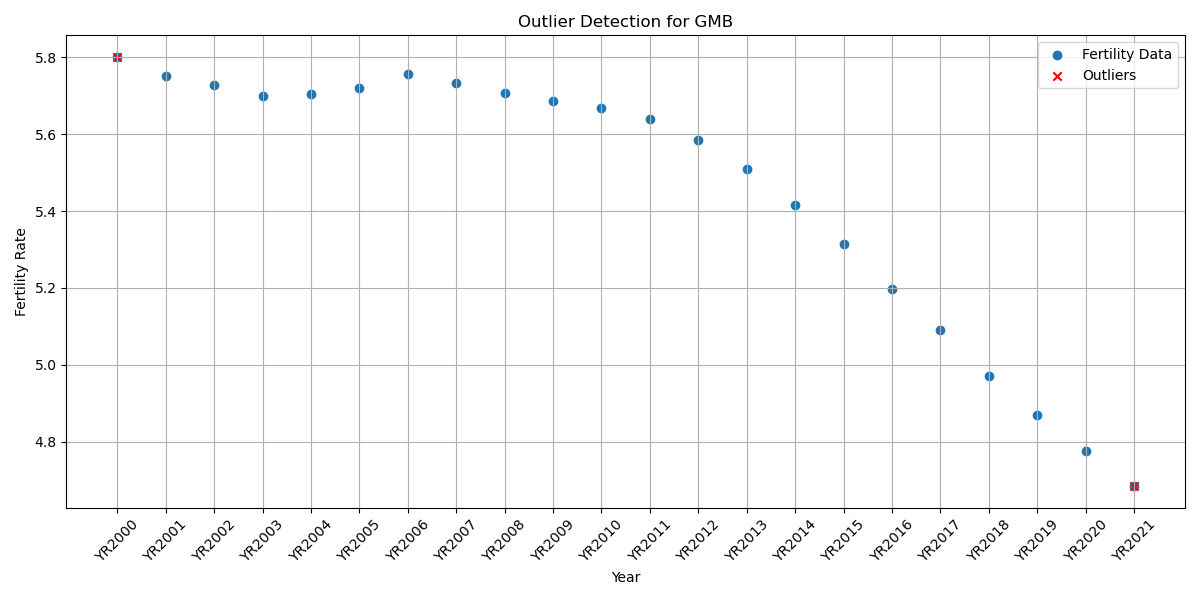 Outlier Detection for GMB
Fertility Data
Outliers
5.8
5.6
5.4
5.2
5.0
4.8
Fertility Rate
YR2000
YR2001
YR2002
YR2003
YR2004
YR2005
YR2006
YR2007
YR2008
YR2009
YR2010
YR2011
YR2012
YR2013
YR2014
YR2015
YR2016
YR2017
YR2018
YR2019
YR2020
YR2021
Year